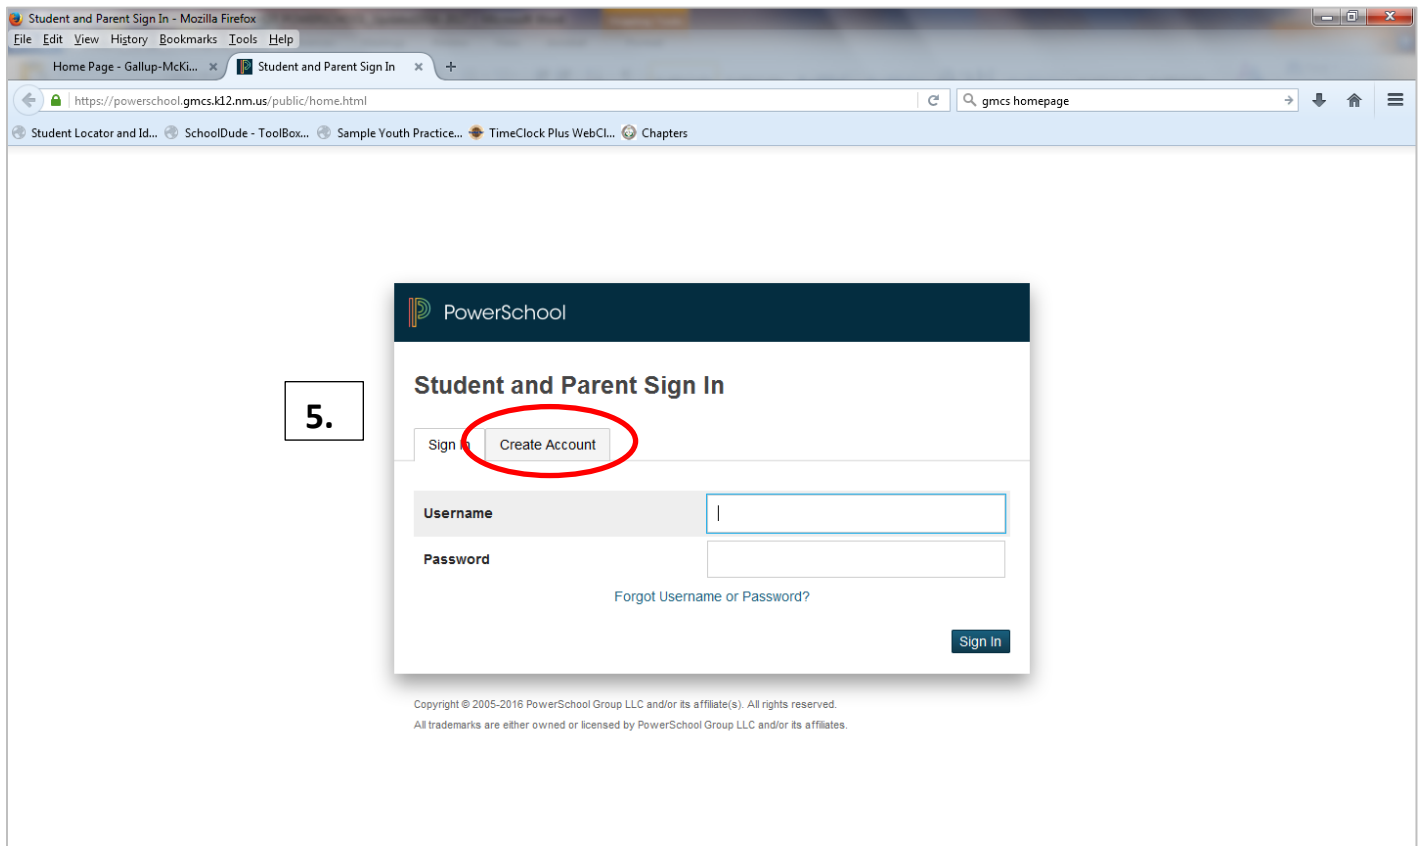 Student and Parent Sign In - Mozilla Firefox
File Edit View History Bookmarks Tools Help
Home Page - Gallup-McKi... × Student and Parent Sign In × +
https://powerschool.gmcs.k12.nm.us/public/home.html gmcs homepage
Student Locator and Id... SchoolDude - ToolBox... Sample Youth Practice... TimeClock Plus WebCl... Chapters
PowerSchool
Student and Parent Sign In
5.
Sign In Create Account
Username
Password
Forgot Username or Password?
Sign In
Copyright © 2005-2016 PowerSchool Group LLC and/or its affiliate(s). All rights reserved.
All trademarks are either owned or licensed by PowerSchool Group LLC and/or its affiliates.